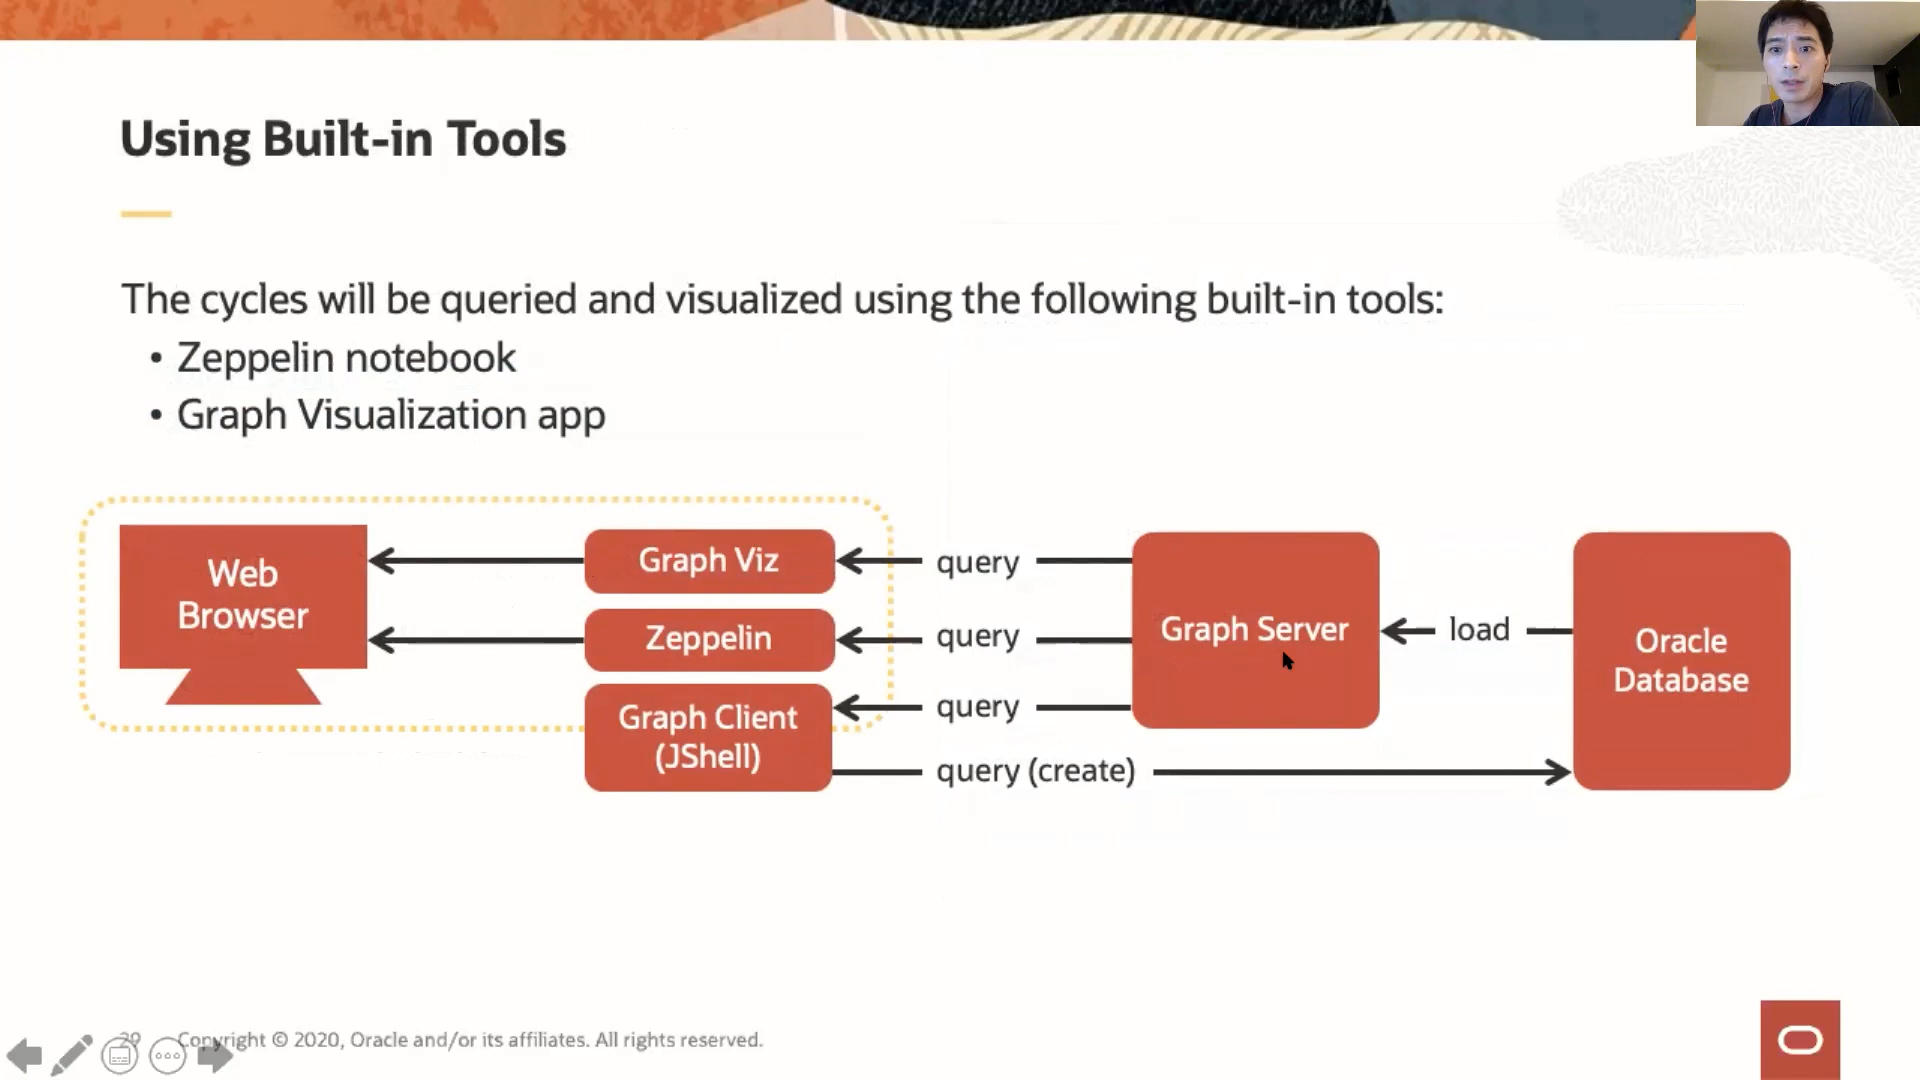 Using Built-in Tools
The cycles will be queried and visualized using the following built-in tools:
• Zeppelin notebook
• Graph Visualization app
Web
Browser
Graph Viz
query
Zeppelin
query
Graph Client
(JShell)
query
query (create)
Graph Server
load
Oracle
Database
29 Copyright © 2020, Oracle and/or its affiliates. All rights reserved.